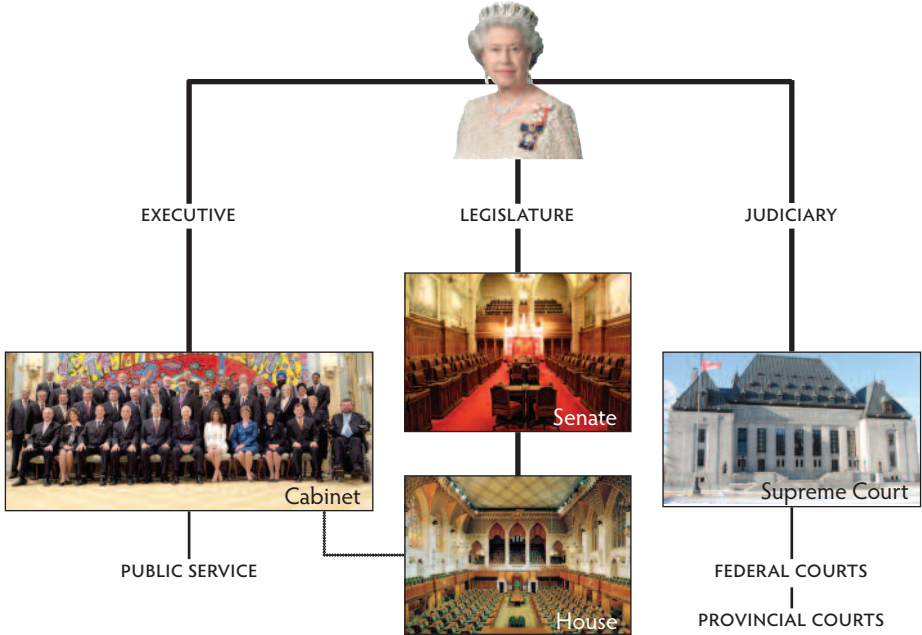 EXECUTIVE
LEGISLATURE
JUDICIARY
Senate
Cabinet
Supreme Court
PUBLIC SERVICE
House
FEDERAL COURTS
PROVINCIAL COURTS